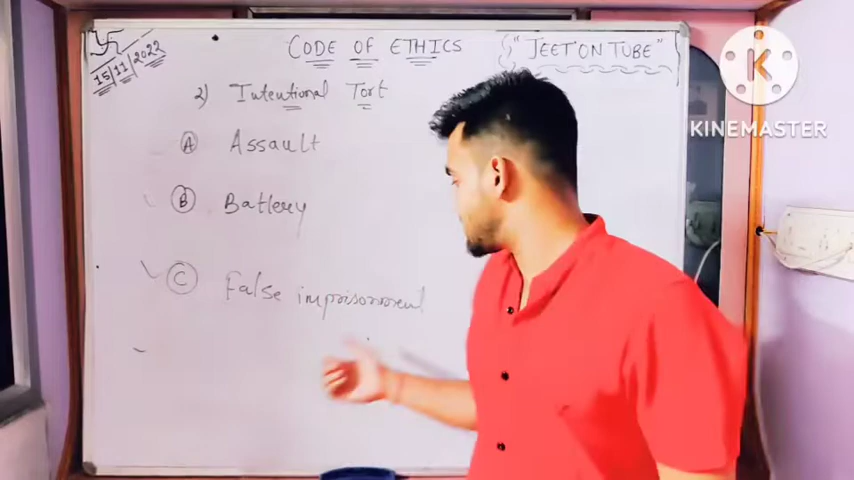 15/11/2022
CODE OF ETHICS
"JEET ON TUBE"
2) Intentional Tort
A Assault
B Battery
C False imprisonment
K
KINEMASTER